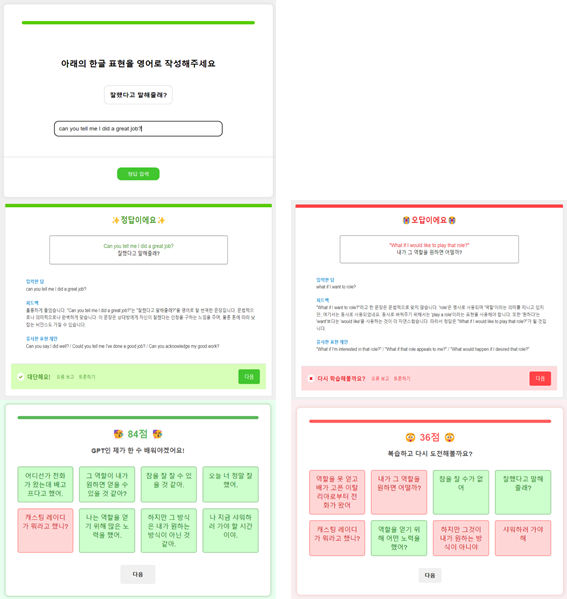 아래의 한글 표현을 영어로 작성해주세요
잘했다고 말해줄래?
can you tell me I did a great job?
정답 입력
✨정답이에요✨
Can you tell me I did a great job?
잘했다고 말해줄래?
입력한 답
can you tell me I did a great job?
피드백
유사한 표현 제안
Can you say I did well? / Could you tell me I've done a good job? / Can you acknowledge my good work?
대단해요!
오류 보고
토론하기
다음
😭오답이에요😭
"What if I would like to play that role?"
내가 그 역할을 원하면 어떨까?
입력한 답
what if I want to role?
피드백
유사한 표현 제안
"What if I'm interested in that role?" / "What if that role appeals to me?" / "What would happen if I desired that role?"
다시 학습해볼까요?
오류 보고
토론하기
다음
🥰 84점 🥰
GPT인 제가 한 수 배워야겠어요!
어디선가 전화
가 왔는데 배고
프다고 했어.
그 역할이 내가
원하면 얻을 수
있을 것 같아?
잠을 잘 잘 수 있
을 것 같아.
오늘 너 정말 잘
했어.
캐스팅 레이디
가 뭐라고 했니?
나는 역할을 얻
기 위해 많은 노
력을 했어.
하지만 그 방식
은 내가 원하는
방식이 아닌 것
같아.
나 지금 샤워하
러 가야 할 시간
이야.
다음
😱 36점 😱
복습하고 다시 도전해볼까요?
역할을 못 얻고
배가 고픈 이탈
리아로부터 전
화가 왔어
내가 그 역할을
원하면 어떨까?
잠을 잘 수가 없
어
잘했다고 말해
줄래?
캐스팅 레이디
가 뭐라고 했니?
역할을 얻기 위
해 어떤 노력을
했어?
하지만 그것이
내가 원하는 방
식이 아니야
샤워하러 가야
해
다음